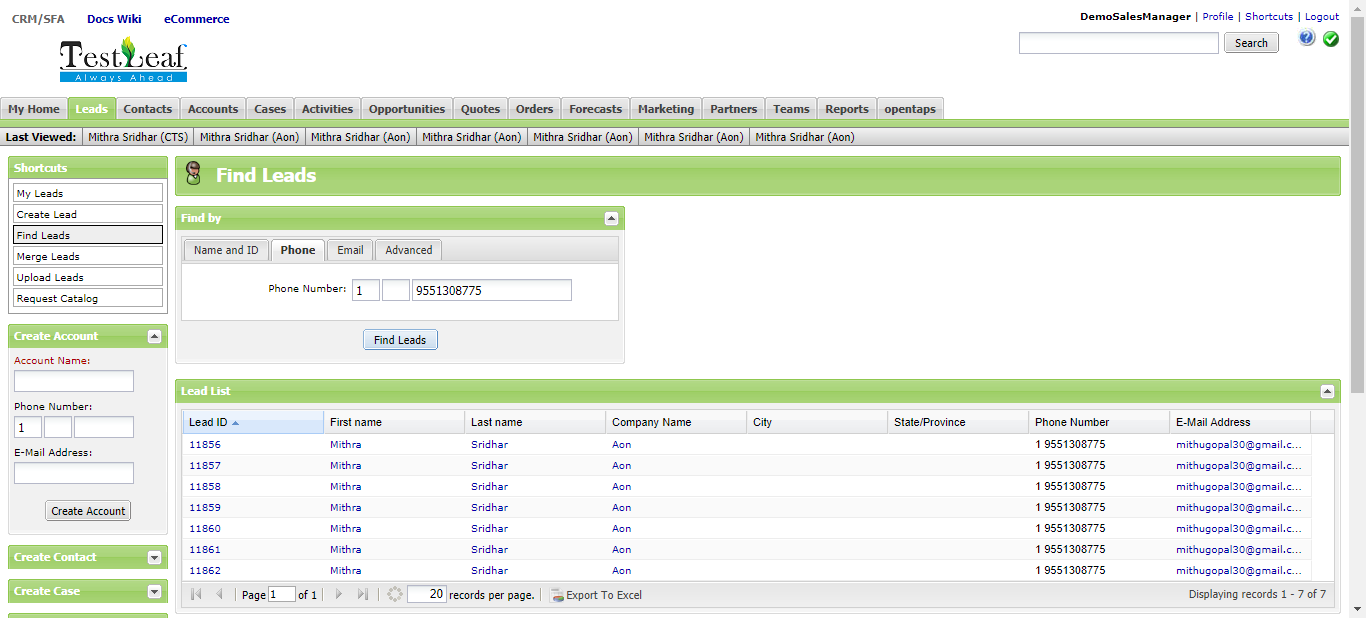 CRM/SFA Docs Wiki eCommerce
DemoSalesManager | Profile | Shortcuts | Logout
TestLeaf
Always Ahead
Search
My Home Leads Contacts Accounts Cases Activities Opportunities Quotes Orders Forecasts Marketing Partners Teams Reports opentaps
Last Viewed: Mithra Sridhar (CTS) Mithra Sridhar (Aon) Mithra Sridhar (Aon) Mithra Sridhar (Aon) Mithra Sridhar (Aon) Mithra Sridhar (Aon) Mithra Sridhar (Aon)
Shortcuts
My Leads
Create Lead
Find Leads
Merge Leads
Upload Leads
Request Catalog
Create Account
Account Name:
Phone Number:
1
E-Mail Address:
Create Account
Create Contact
Create Case
Find Leads
Find by
Name and ID Phone Email Advanced
Phone Number: 1 9551308775
Find Leads
Lead List
Lead ID First name Last name Company Name City State/Province Phone Number E-Mail Address
11856 Mithra Sridhar Aon 1 9551308775 mithugopal30@gmail.c...
11857 Mithra Sridhar Aon 1 9551308775 mithugopal30@gmail.c...
11858 Mithra Sridhar Aon 1 9551308775 mithugopal30@gmail.c...
11859 Mithra Sridhar Aon 1 9551308775 mithugopal30@gmail.c...
11860 Mithra Sridhar Aon 1 9551308775 mithugopal30@gmail.c...
11861 Mithra Sridhar Aon 1 9551308775 mithugopal30@gmail.c...
11862 Mithra Sridhar Aon 1 9551308775 mithugopal30@gmail.c...
Page 1 of 1 20 records per page. Export To Excel Displaying records 1 - 7 of 7